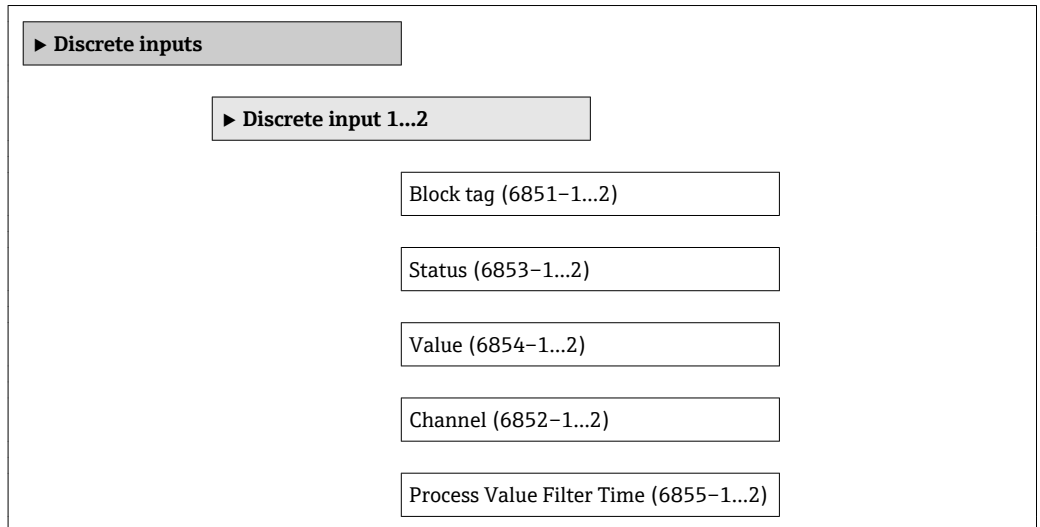 ▶ Discrete inputs
▶ Discrete input 1…2
Block tag (6851–1…2)
Status (6853–1…2)
Value (6854–1…2)
Channel (6852–1…2)
Process Value Filter Time (6855–1…2)